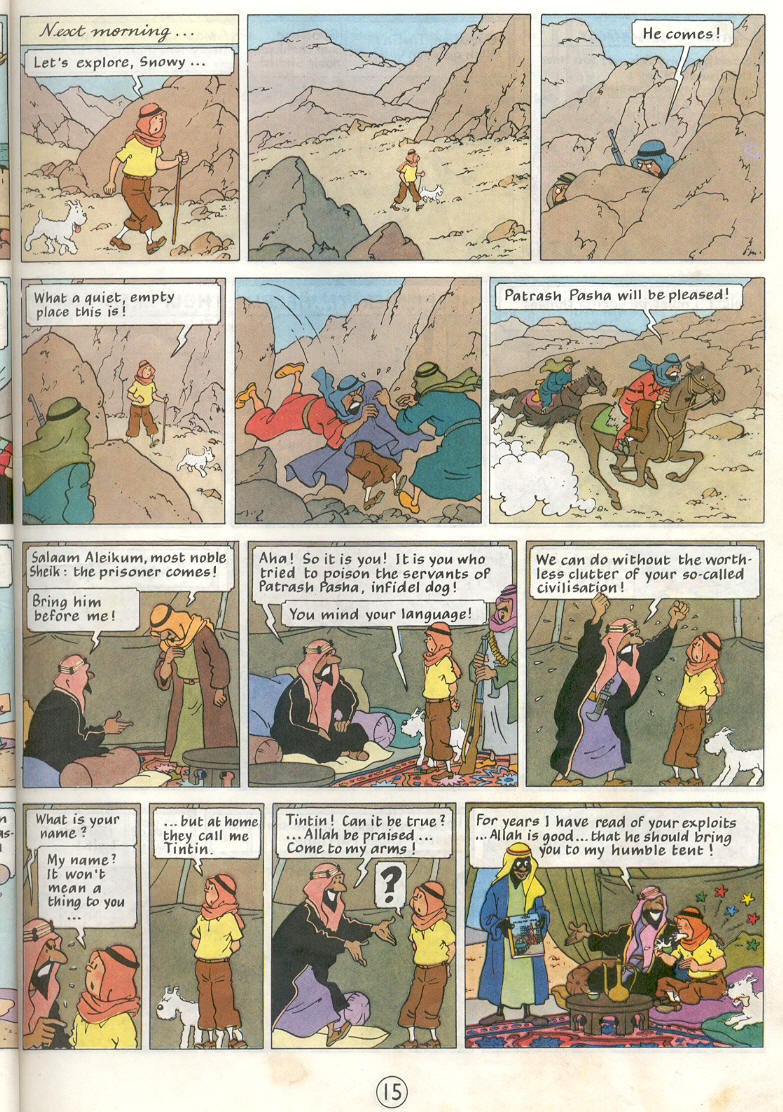 Next morning ...
Let's explore, Snowy ...
He comes!
What a quiet, empty
place this is!
Patrash Pasha will be pleased!
Salaam Aleikum, most noble
Sheik: the prisoner comes!
Bring him
before me!
Aha! So it is you! It is you who
tried to poison the servants of
Patrash Pasha, infidel dog!
You mind your language!
We can do without the worth-
less clutter of your so-called
civilisation!
What is your
name?
My name?
It won't
mean a
thing to you
...
...but at home
they call me
Tintin.
Tintin! Can it be true?
...Allah be praised...
Come to my arms!
?
For years I have read of your exploits
...Allah is good...that he should bring
you to my humble tent!
15